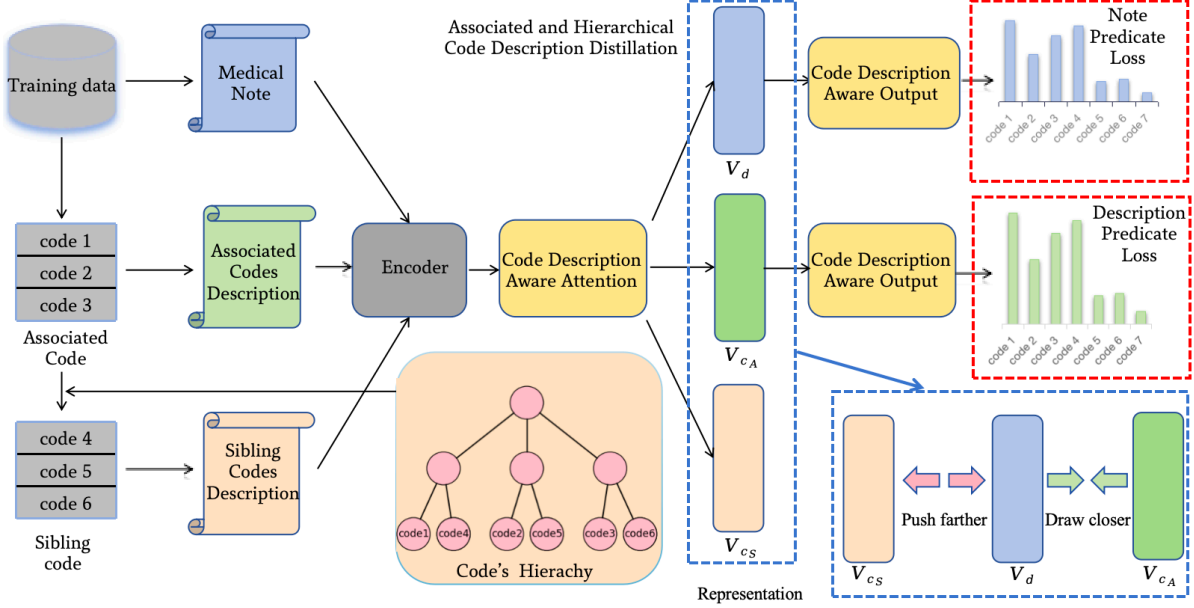 Training data
Medical
Note
Associated and Hierarchical
Code Description Distillation
V_d
Code Description
Aware Output
Note
Predicate
Loss
code 1
code 2
code 3
code 4
code 5
code 6
code 7
code 1
code 2
code 3
Associated
Code
Associated
Codes
Description
Encoder
Code Description
Aware Attention
V_{c_A}
Code Description
Aware Output
Description
Predicate
Loss
code 1
code 2
code 3
code 4
code 5
code 6
code 7
code 4
code 5
code 6
Sibling
code
Sibling
Codes
Description
code1
code4
code2
code5
code3
code6
Code's Hierachy
V_{c_S}
Representation
Push farther
Draw closer
V_{c_S}
V_d
V_{c_A}